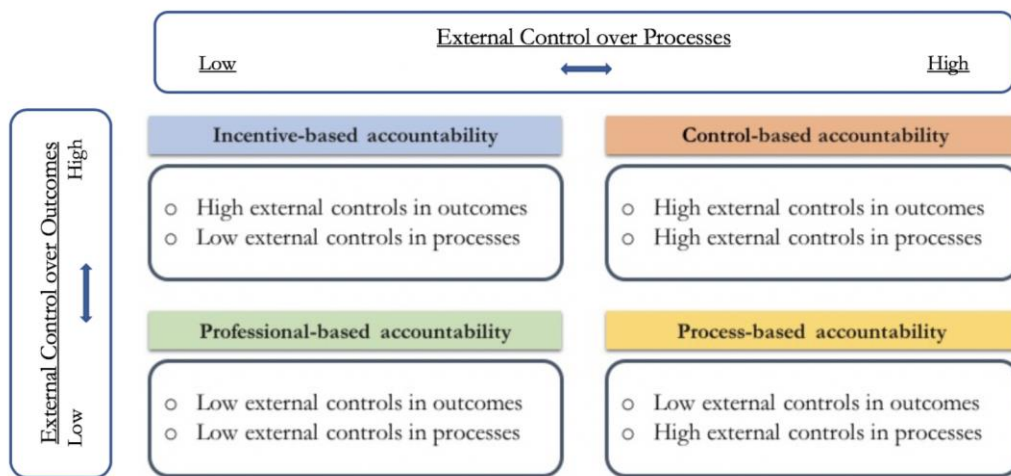 External Control over Processes
Low
High
External Control over Outcomes
High
Low
Incentive-based accountability
Control-based accountability
o High external controls in outcomes
o Low external controls in processes
o High external controls in outcomes
o High external controls in processes
Professional-based accountability
Process-based accountability
o Low external controls in outcomes
o Low external controls in processes
o Low external controls in outcomes
o High external controls in processes